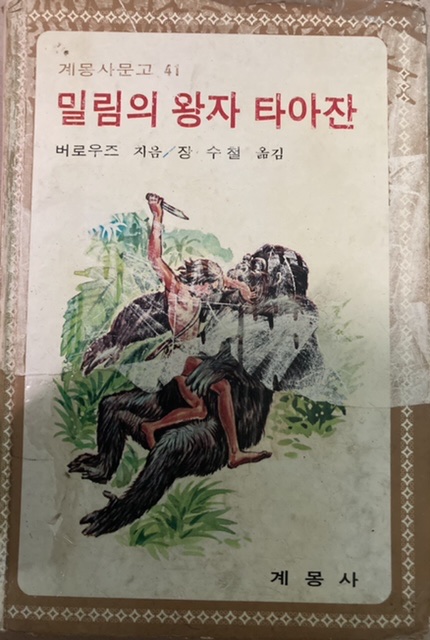 계몽사문고 41
밀림의 왕자 타아잔
버로우즈 지음/장 수철 옮김
계 몽 사